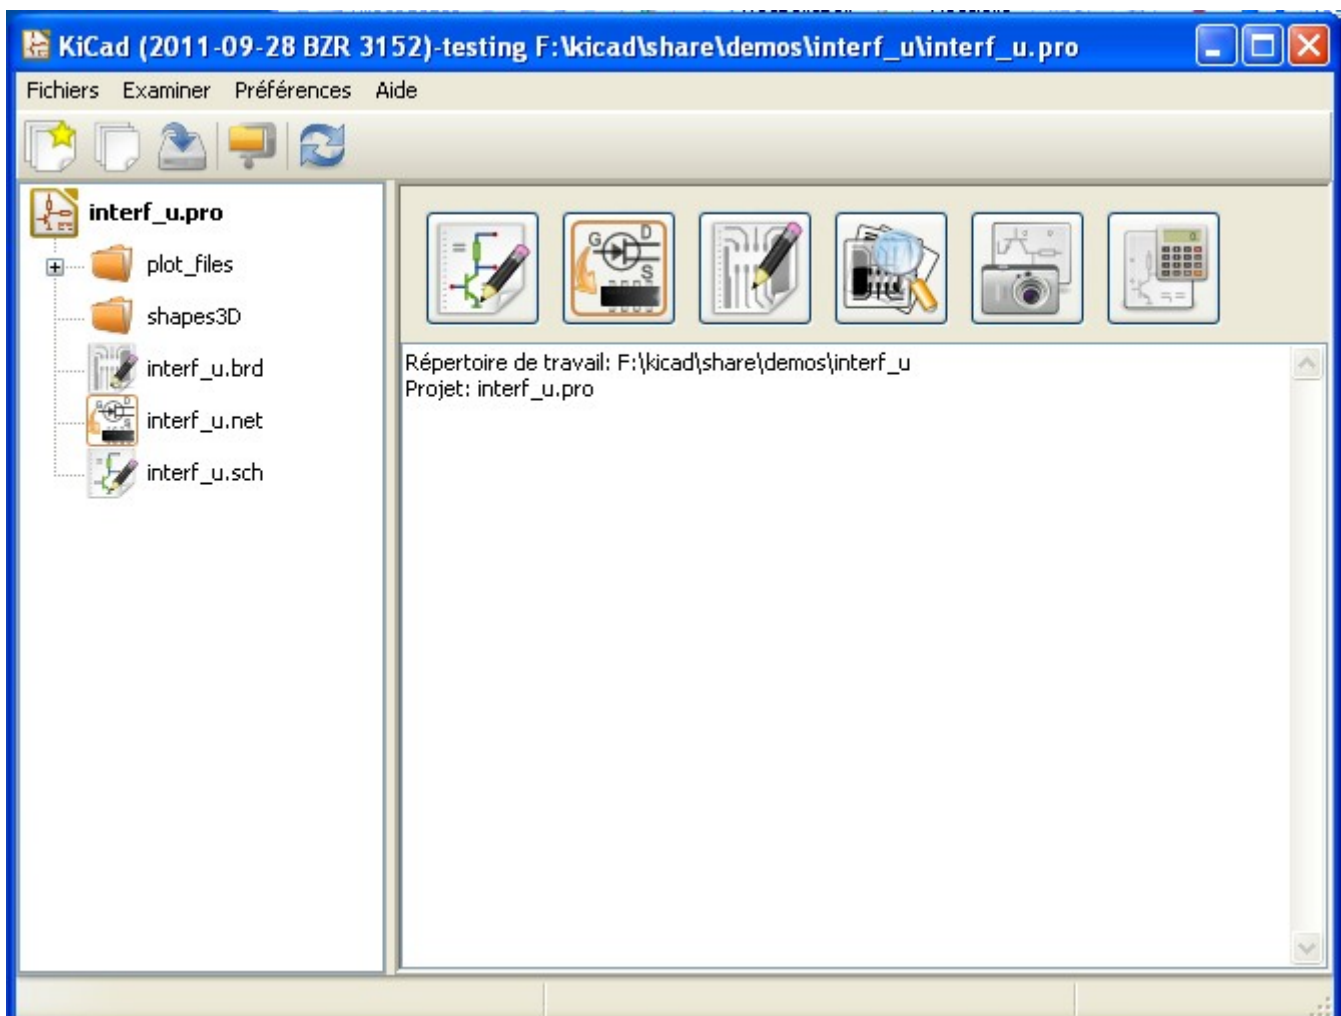 KiCad (2011-09-28 BZR 3152)-testing F:\kicad\share\demos\interf_u\interf_u.pro
Fichiers Examiner Préférences Aide
interf_u.pro
plot_files
shapes3D
interf_u.brd
interf_u.net
interf_u.sch
G D S
Répertoire de travail: F:\kicad\share\demos\interf_u
Projet: interf_u.pro